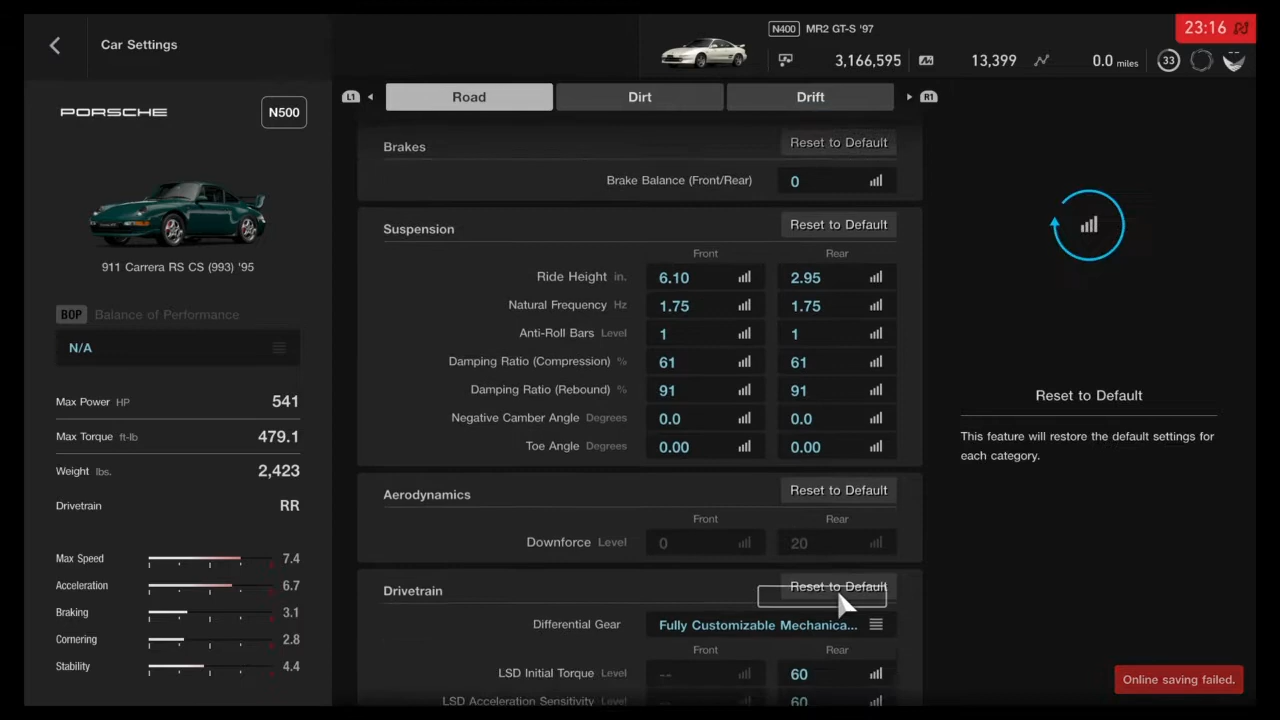 Car Settings
N400 MR2 GT-S '97
3,166,595 13,399 0.0 miles 33
23:16
PORSCHE N500
911 Carrera RS CS (993) '95
BOP Balance of Performance
N/A
Max Power HP 541
Max Torque ft-lb 479.1
Weight lbs. 2,423
Drivetrain RR
Max Speed 7.4
Acceleration 6.7
Braking 3.1
Cornering 2.8
Stability 4.4
L1 Road Dirt Drift R1
Brakes Reset to Default
Brake Balance (Front/Rear) 0
Suspension Reset to Default
Front Rear
Ride Height in. 6.10 2.95
Natural Frequency Hz 1.75 1.75
Anti-Roll Bars Level 1 1
Damping Ratio (Compression) % 61 61
Damping Ratio (Rebound) % 91 91
Negative Camber Angle Degrees 0.0 0.0
Toe Angle Degrees 0.00 0.00
Aerodynamics Reset to Default
Front Rear
Downforce Level 0 20
Drivetrain Reset to Default
Differential Gear Fully Customizable Mechanica...
Front Rear
LSD Initial Torque Level -- 60
LSD Acceleration Sensitivity Level -- 60
Reset to Default
This feature will restore the default settings for
each category.
Online saving failed.